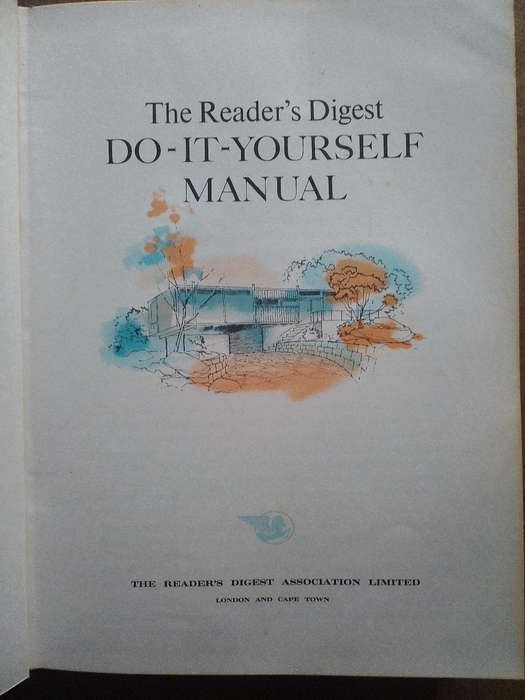 The Reader's Digest
DO-IT-YOURSELF
MANUAL
THE READER'S DIGEST ASSOCIATION LIMITED
LONDON AND CAPE TOWN